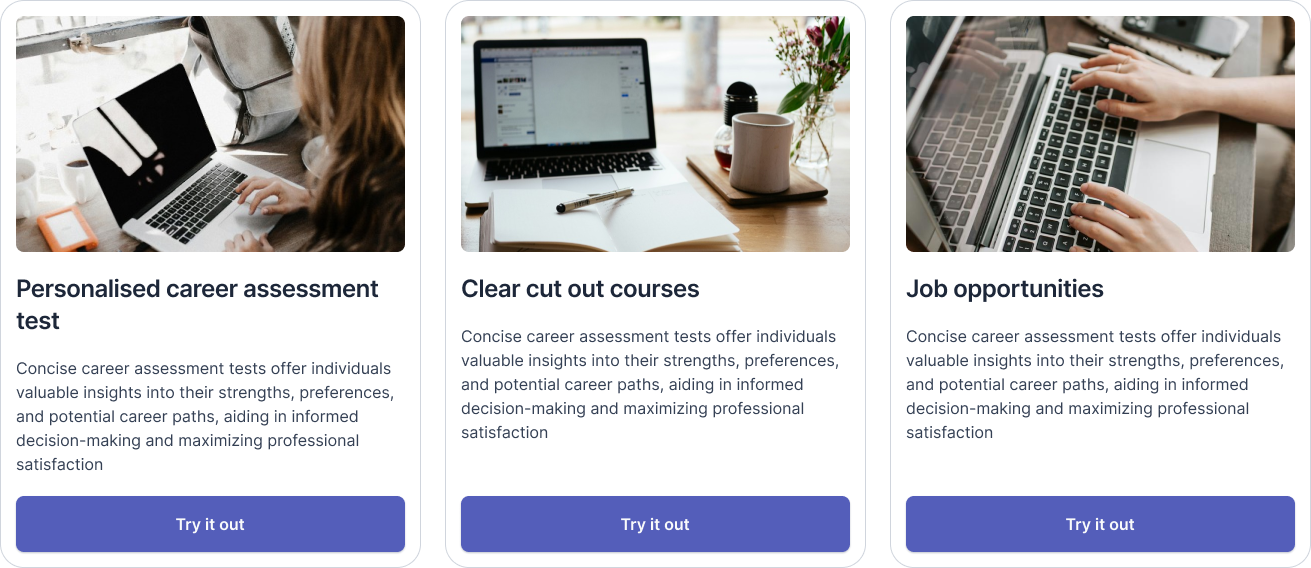 Personalised career assessment
test
Concise career assessment tests offer individuals
valuable insights into their strengths, preferences,
and potential career paths, aiding in informed
decision-making and maximizing professional
satisfaction
Try it out
Clear cut out courses
Concise career assessment tests offer individuals
valuable insights into their strengths, preferences,
and potential career paths, aiding in informed
decision-making and maximizing professional
satisfaction
Try it out
Job opportunities
Concise career assessment tests offer individuals
valuable insights into their strengths, preferences,
and potential career paths, aiding in informed
decision-making and maximizing professional
satisfaction
Try it out